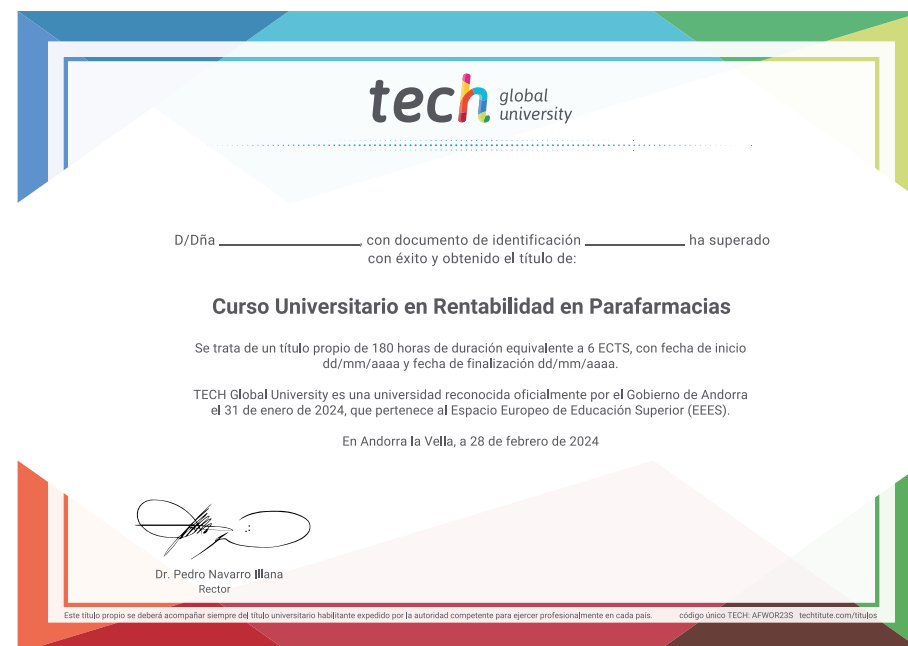 tech global university
D/Dña ____________________, con documento de identificación ______________ ha superado
con éxito y obtenido el título de:
Curso Universitario en Rentabilidad en Parafarmacias
Se trata de un título propio de 180 horas de duración equivalente a 6 ECTS, con fecha de inicio
dd/mm/aaaa y fecha de finalización dd/mm/aaaa.
TECH Global University es una universidad reconocida oficialmente por el Gobierno de Andorra
el 31 de enero de 2024, que pertenece al Espacio Europeo de Educación Superior (EEES).
En Andorra la Vella, a 28 de febrero de 2024
Dr. Pedro Navarro Illana
Rector
Este título propio se deberá acompañar siempre del título universitario habilitante expedido por la autoridad competente para ejercer profesionalmente en cada país. código único TECH: AFWOR23S techtitute.com/titulos